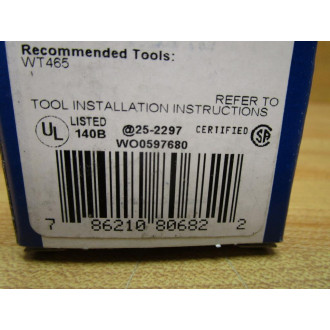 Recommended Tools:
WT465
REFER TO
TOOL INSTALLATION INSTRUCTIONS
UL LISTED 140B @25-2297 CERTIFIED SA
WO0597680
7 86210 80682 2